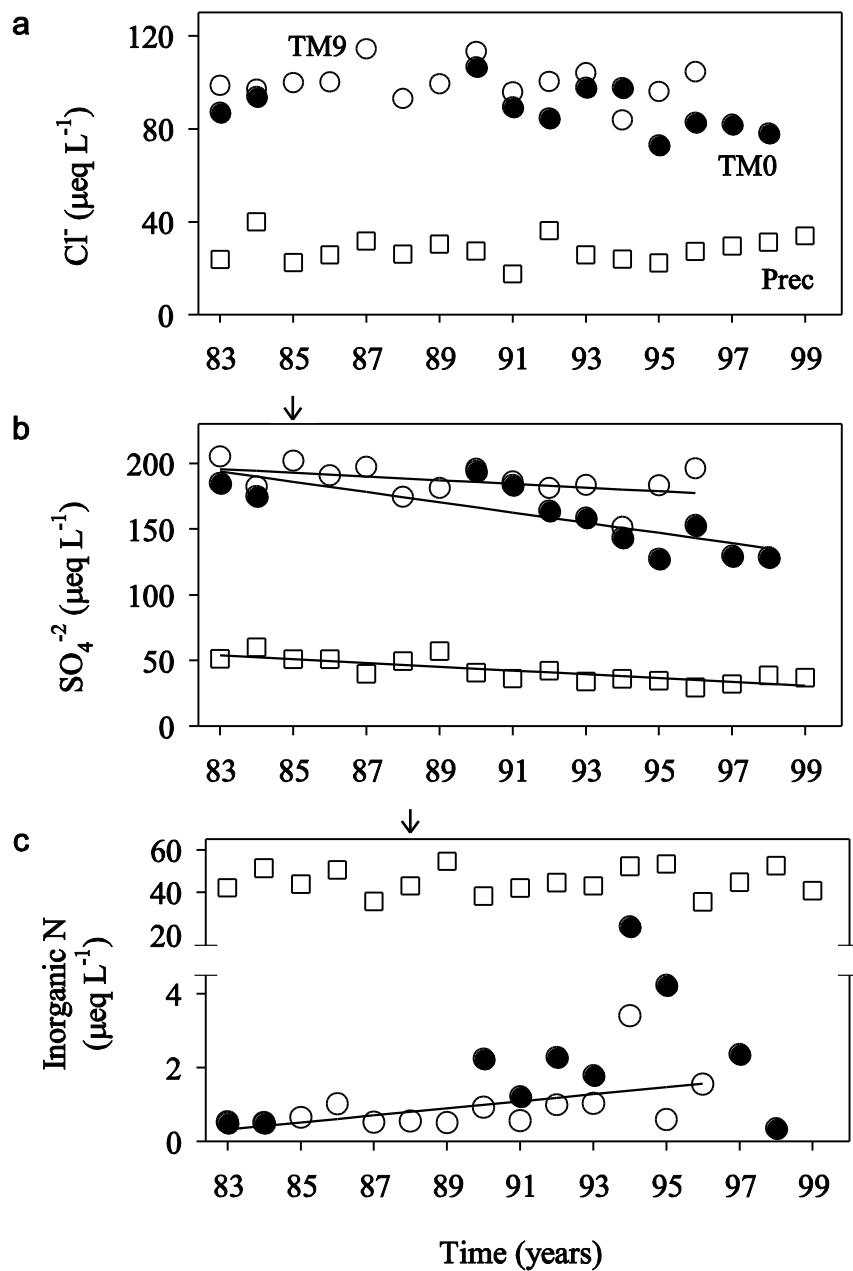 a
120
80
40
0
Cl⁻ (μeq L⁻¹)
TM9
TM0
Prec
83 85 87 89 91 93 95 97 99
b
200
150
100
50
0
SO₄⁻² (μeq L⁻¹)
83 85 87 89 91 93 95 97 99
c
60
40
20
4
2
0
Inorganic N
(μeq L⁻¹)
83 85 87 89 91 93 95 97 99
Time (years)